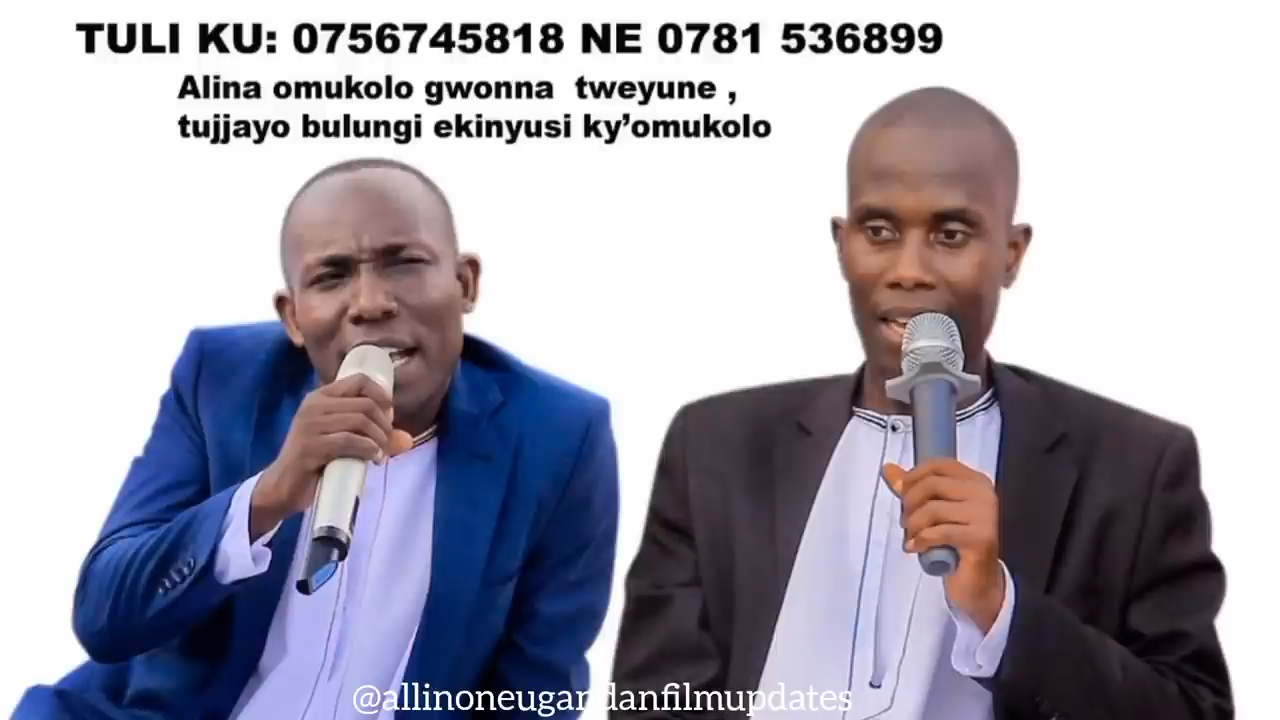 TULI KU: 0756745818 NE 0781 536899
Alina omukolo gwonna tweyune ,
tujjayo bulungi ekinyusi ky’omukolo
@allinoneugandanfilmupdates